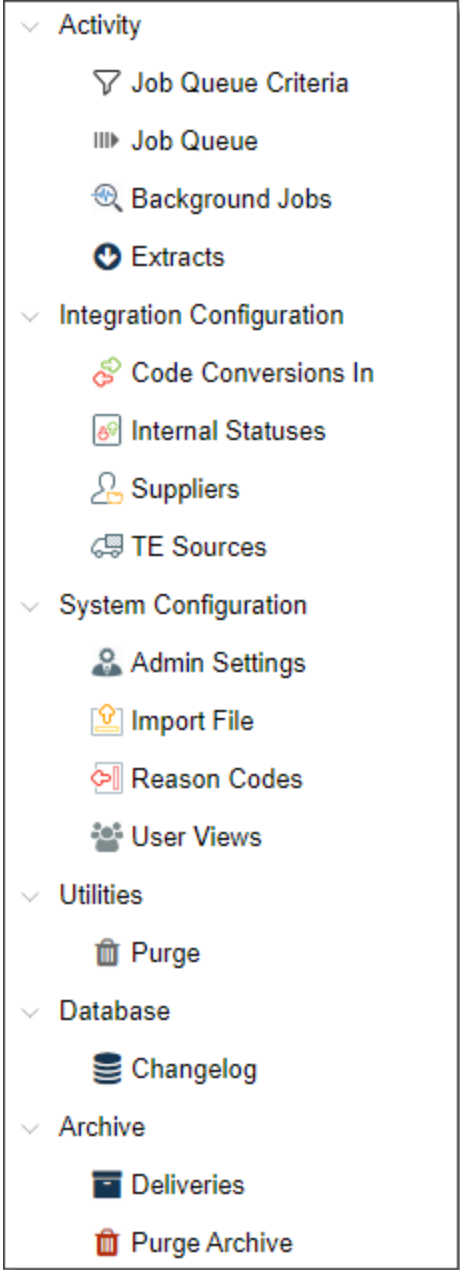 Activity
Job Queue Criteria
Job Queue
Background Jobs
Extracts
Integration Configuration
Code Conversions In
Internal Statuses
Suppliers
TE Sources
System Configuration
Admin Settings
Import File
Reason Codes
User Views
Utilities
Purge
Database
Changelog
Archive
Deliveries
Purge Archive